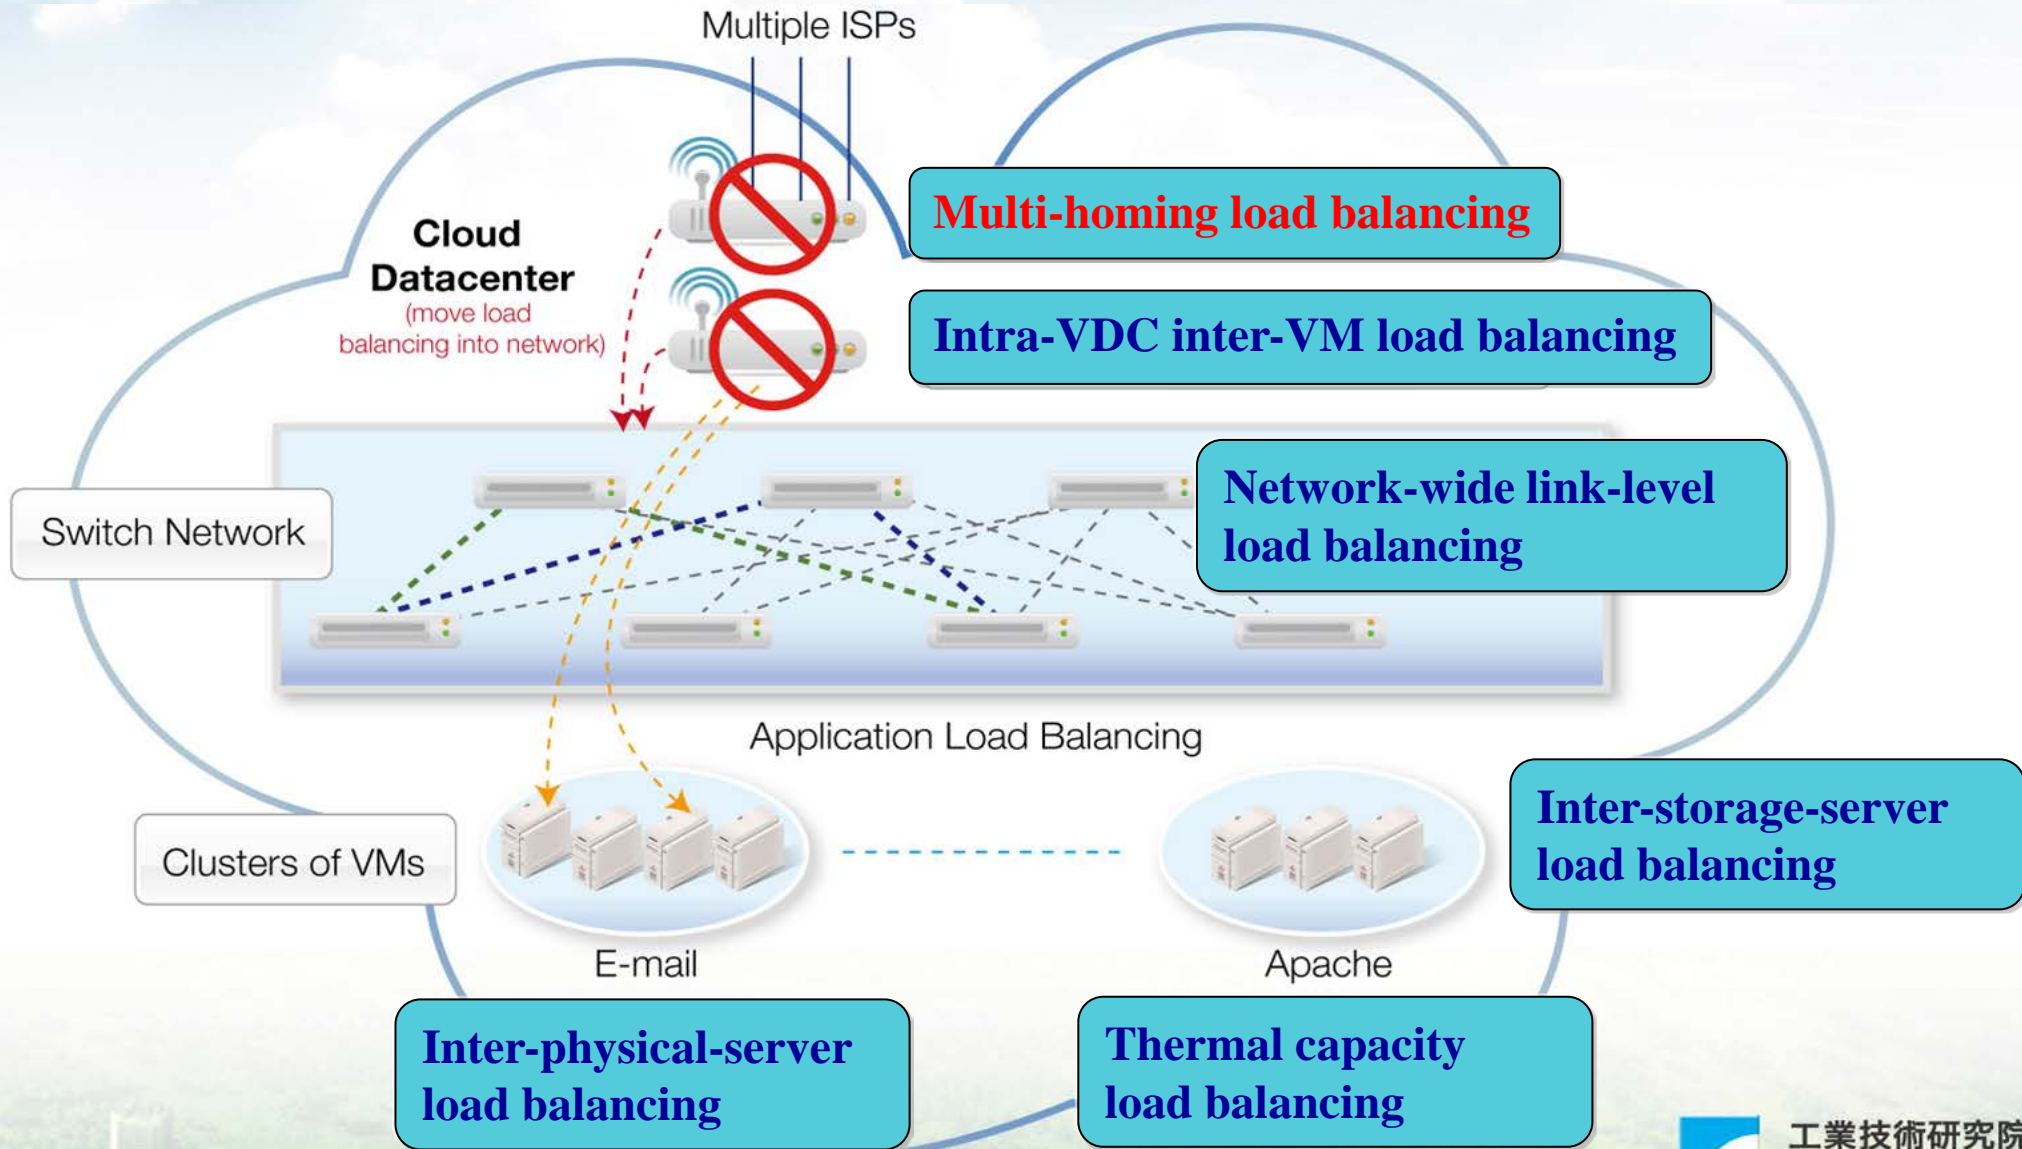 Multiple ISPs
Multi-homing load balancing
Cloud
Datacenter
(move load
balancing into network)
Intra-VDC inter-VM load balancing
Network-wide link-level
load balancing
Switch Network
Application Load Balancing
Inter-storage-server
load balancing
Clusters of VMs
E-mail
Apache
Inter-physical-server
load balancing
Thermal capacity
load balancing
工業技術研究院